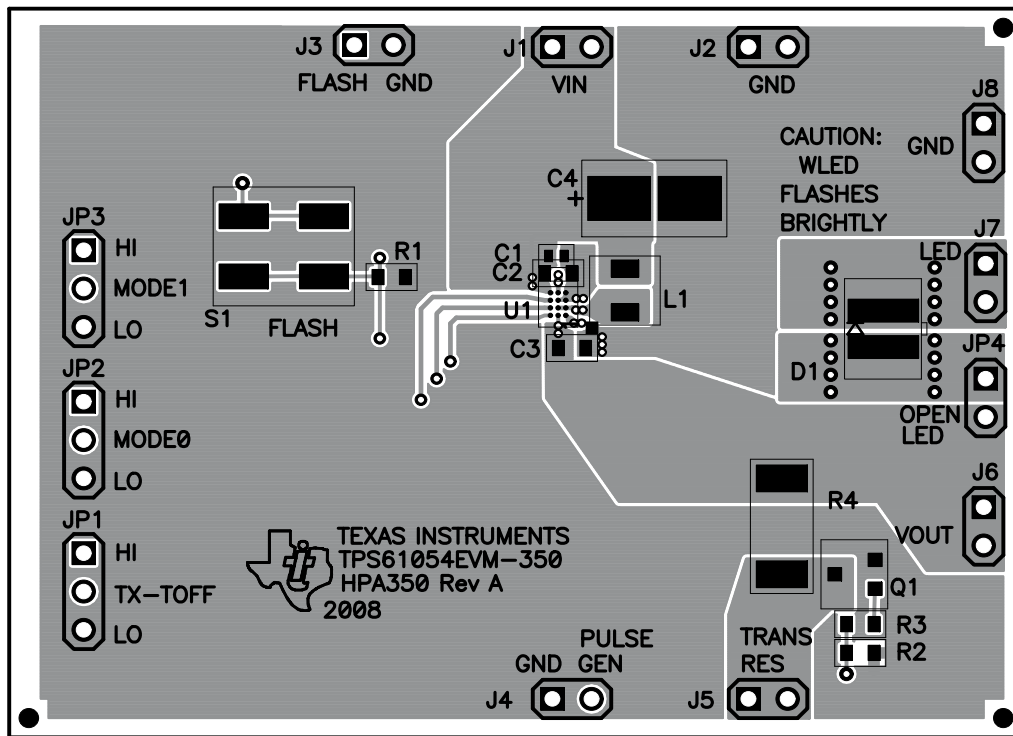 J3
J1
J2
FLASH GND
VIN
GND
J8
GND
CAUTION:
WLED
FLASHES
BRIGHTLY
C4
+
JP3
HI
MODE1
LO
S1
FLASH
R1
C1
C2
U1
C3
L1
J7
LED
D1
JP4
OPEN
LED
JP2
HI
MODE0
LO
R4
J6
VOUT
JP1
HI
TX-TOFF
LO
TEXAS INSTRUMENTS
TPS61054EVM-350
HPA350 Rev A
2008
Q1
R3
R2
PULSE
GND GEN
J4
TRANS
RES
J5